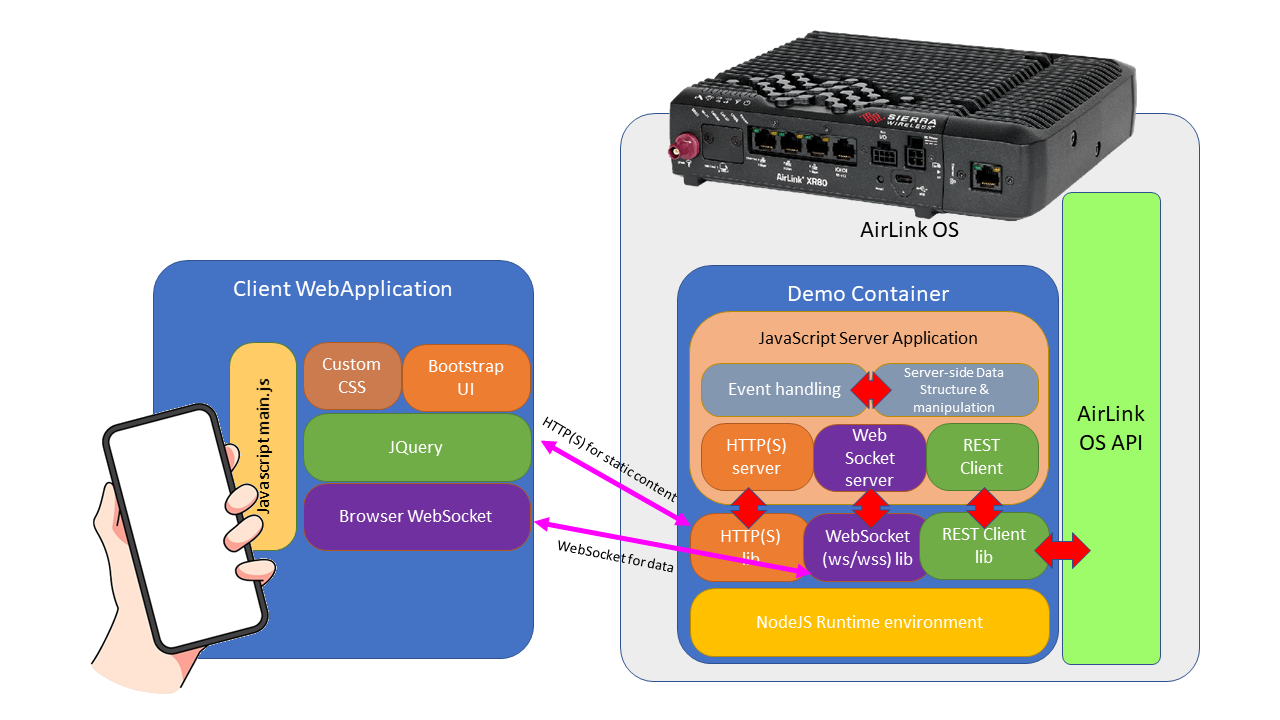 SIERRA
WIRELESS
AirLink® XR80
AirLink OS
Client WebApplication
Custom
CSS
Bootstrap
UI
Javascript main.js
JQuery
Browser WebSocket
HTTP(S) for static content
WebSocket for data
Demo Container
JavaScript Server Application
Event handling
Server-side Data
Structure &
manipulation
HTTP(S)
server
Web
Socket
server
REST
Client
HTTP(S)
lib
WebSocket
(ws/wss) lib
REST Client
lib
NodeJS Runtime environment
AirLink
OS API